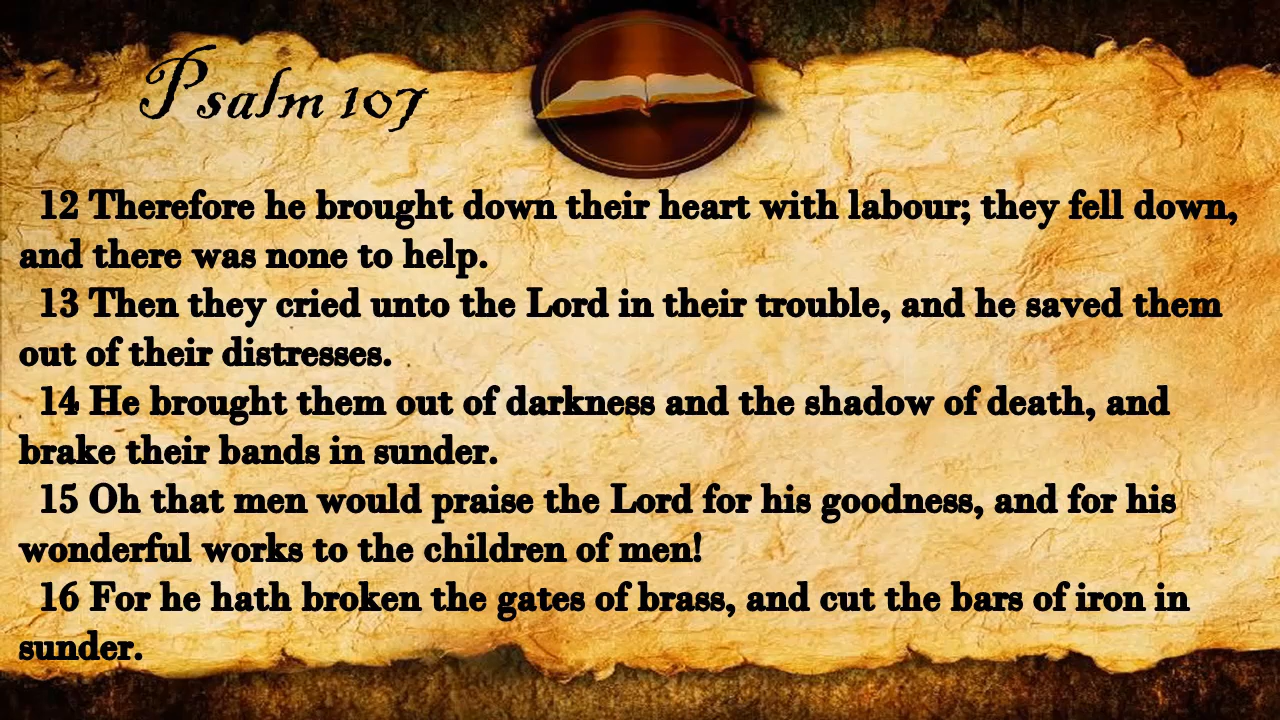 Psalm 107
12 Therefore he brought down their heart with labour; they fell down,
and there was none to help.
13 Then they cried unto the Lord in their trouble, and he saved them
out of their distresses.
14 He brought them out of darkness and the shadow of death, and
brake their bands in sunder.
15 Oh that men would praise the Lord for his goodness, and for his
wonderful works to the children of men!
16 For he hath broken the gates of brass, and cut the bars of iron in
sunder.